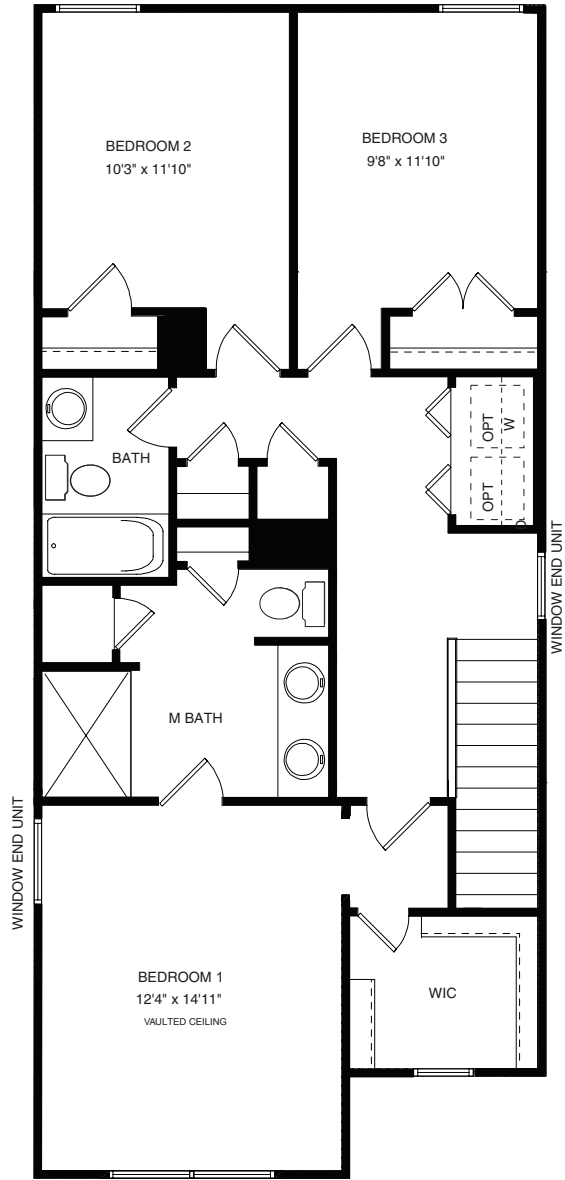 BEDROOM 2
10'3" x 11'10"
BEDROOM 3
9'8" x 11'10"
BATH
OPT
W
OPT
D
WINDOW END UNIT
M BATH
WINDOW END UNIT
BEDROOM 1
12'4" x 14'11"
VAULTED CEILING
WIC